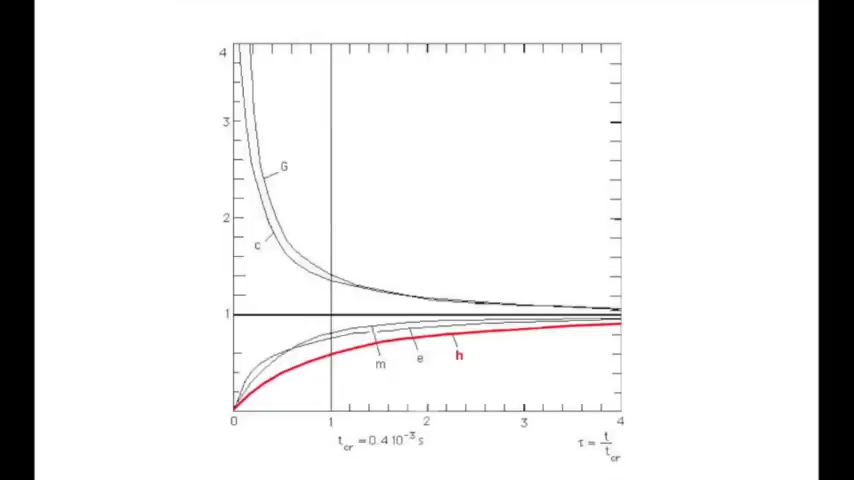 4
3
G
2
c
1
m
e
h
0
1
2
3
4
t_cr = 0.4 10^-3 s
τ = t/t_cr